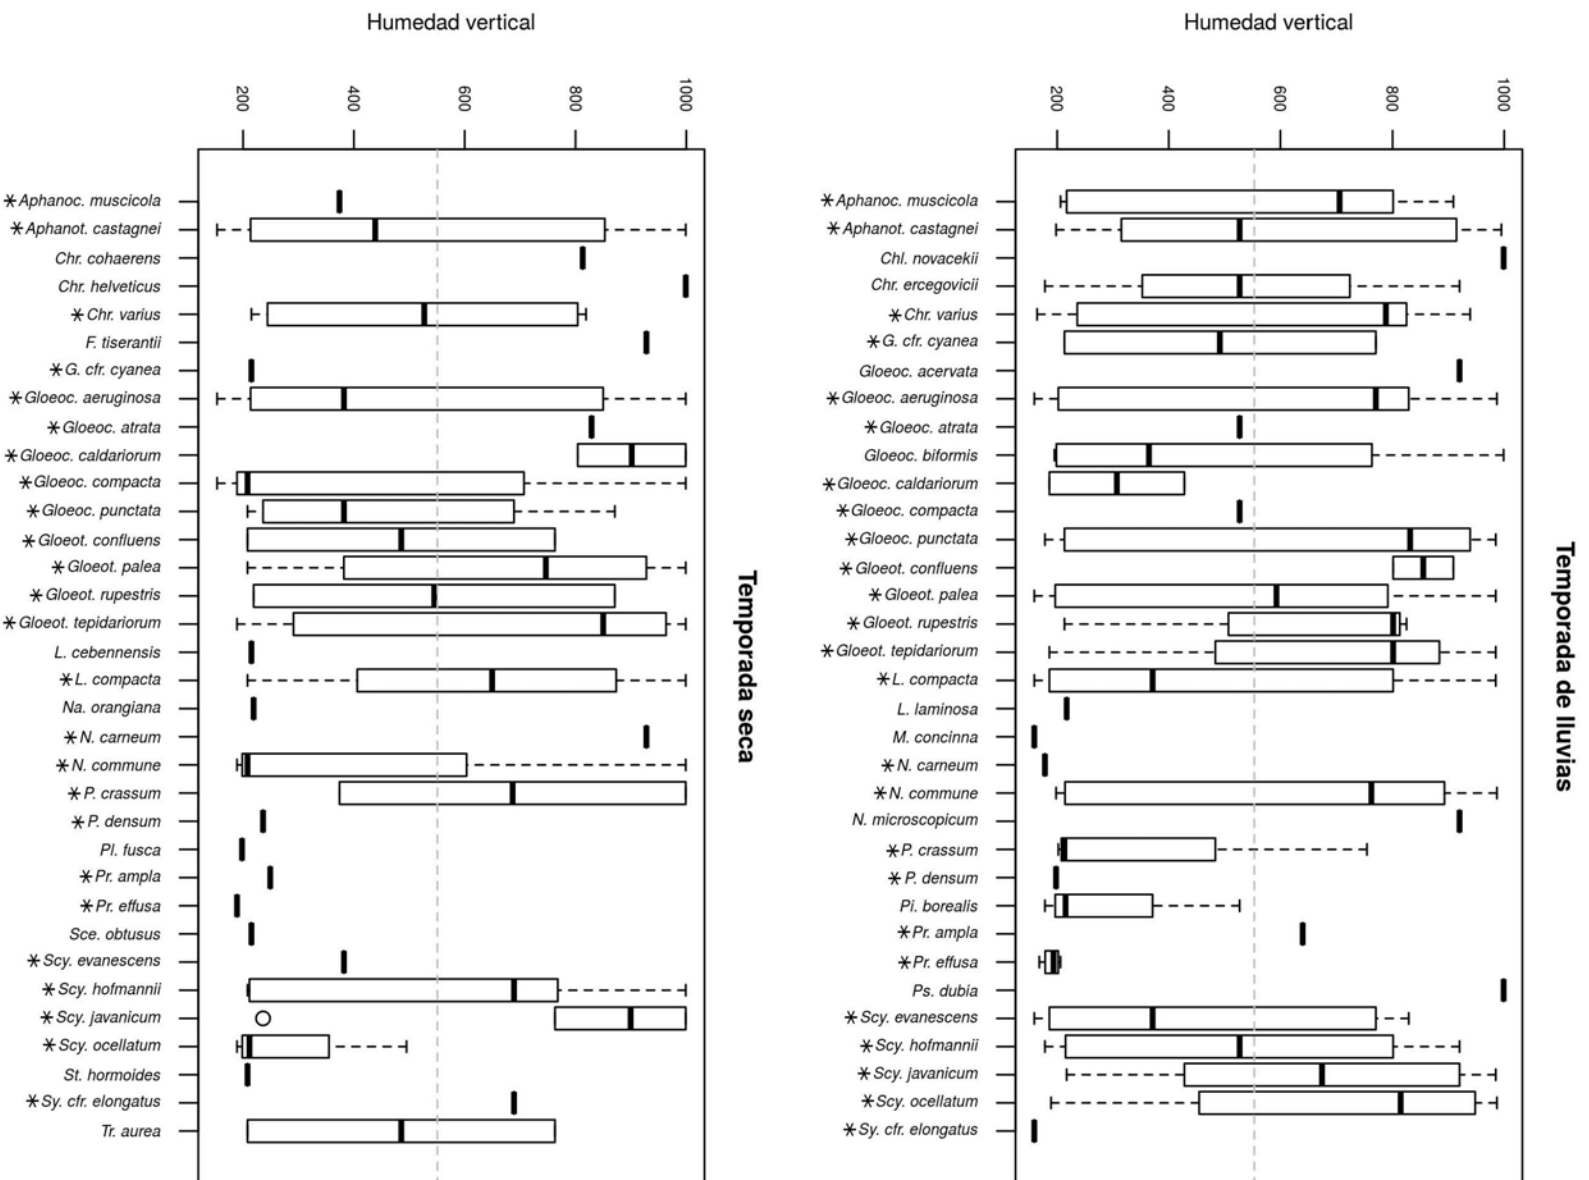 Humedad vertical
200 400 600 800 1000
*Aphanoc. muscicola
*Aphanot. castagnei
Chr. cohaerens
Chr. helveticus
*Chr. varius
F. tiserantii
*G. cfr. cyanea
*Gloeoc. aeruginosa
*Gloeoc. atrata
*Gloeoc. caldariorum
*Gloeoc. compacta
*Gloeoc. punctata
*Gloeot. confluens
*Gloeot. palea
*Gloeot. rupestris
*Gloeot. tepidariorum
L. cebennensis
*L. compacta
Na. orangiana
*N. carneum
*N. commune
*P. crassum
*P. densum
Pl. fusca
*Pr. ampla
*Pr. effusa
Sce. obtusus
*Scy. evanescens
*Scy. hofmannii
*Scy. javanicum
*Scy. ocellatum
St. hormoides
*Sy. cfr. elongatus
Tr. aurea
Temporada seca
Humedad vertical
200 400 600 800 1000
*Aphanoc. muscicola
*Aphanot. castagnei
Chl. novacekii
Chr. ercegovicii
*Chr. varius
*G. cfr. cyanea
Gloeoc. acervata
*Gloeoc. aeruginosa
*Gloeoc. atrata
Gloeoc. biformis
*Gloeoc. caldariorum
*Gloeoc. compacta
*Gloeoc. punctata
*Gloeot. confluens
*Gloeot. palea
*Gloeot. rupestris
*Gloeot. tepidariorum
*L. compacta
L. laminosa
M. concinna
*N. carneum
*N. commune
N. microscopicum
*P. crassum
*P. densum
Pi. borealis
*Pr. ampla
*Pr. effusa
Ps. dubia
*Scy. evanescens
*Scy. hofmannii
*Scy. javanicum
*Scy. ocellatum
*Sy. cfr. elongatus
Temporada de lluvias